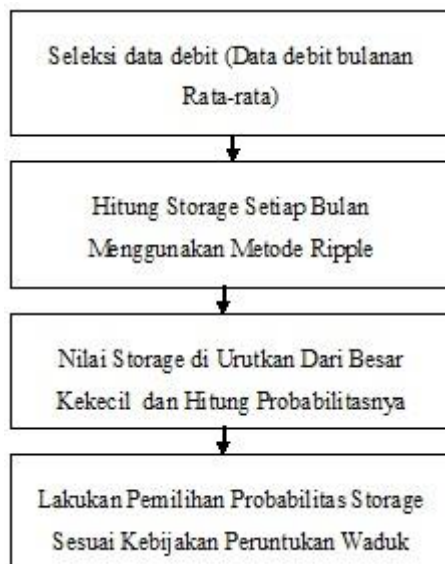 Seleksi data debit (Data debit bulanan
Rata-rata)
Hitung Storage Setiap Bulan
Menggunakan Metode Ripple
Nilai Storage di Urutkan Dari Besar
Kekecil dan Hitung Probabilitasnya
Lakukan Pemilihan Probabilitas Storage
Sesuai Kebijakan Peruntukan Waduk